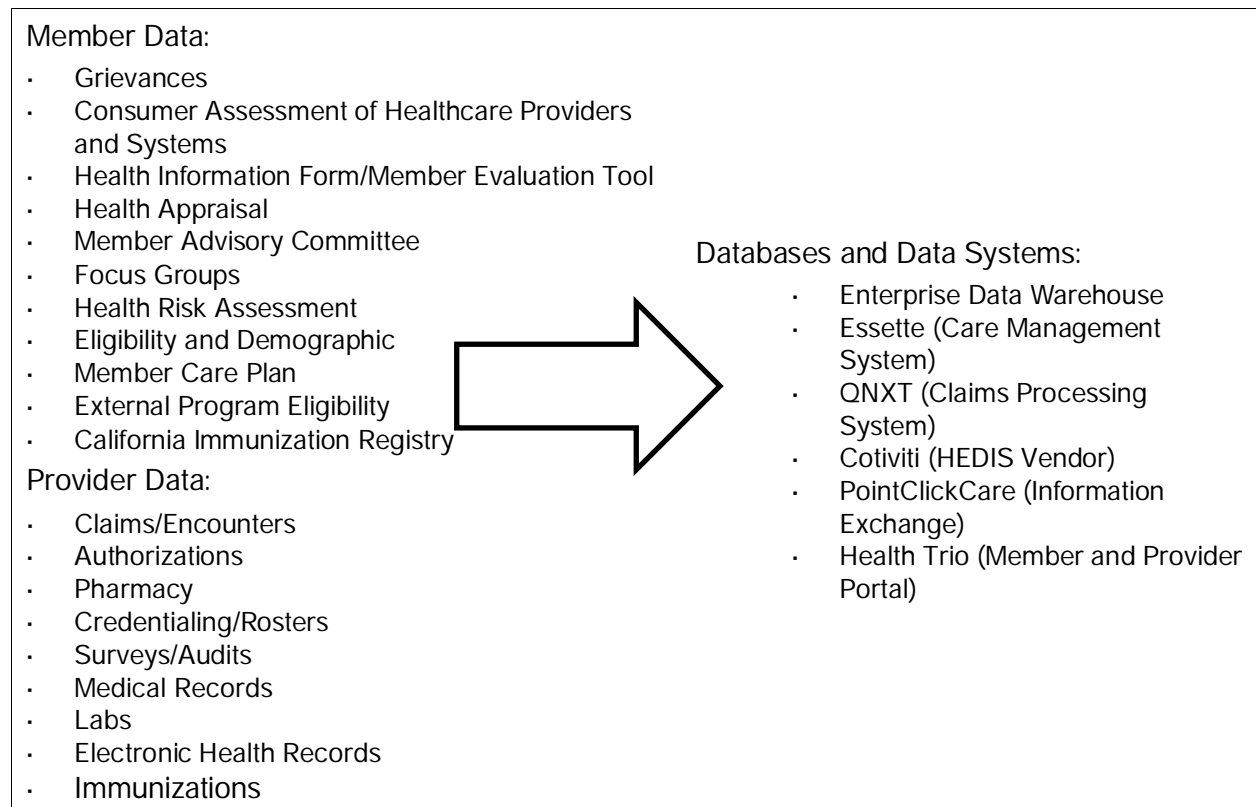 Member Data:
· Grievances
· Consumer Assessment of Healthcare Providers
and Systems
· Health Information Form/Member Evaluation Tool
· Health Appraisal
· Member Advisory Committee
· Focus Groups
· Health Risk Assessment
· Eligibility and Demographic
· Member Care Plan
· External Program Eligibility
· California Immunization Registry
Provider Data:
· Claims/Encounters
· Authorizations
· Pharmacy
· Credentialing/Rosters
· Surveys/Audits
· Medical Records
· Labs
· Electronic Health Records
· Immunizations
Databases and Data Systems:
· Enterprise Data Warehouse
· Essette (Care Management
System)
· QNXT (Claims Processing
System)
· Cotiviti (HEDIS Vendor)
· PointClickCare (Information
Exchange)
· Health Trio (Member and Provider
Portal)